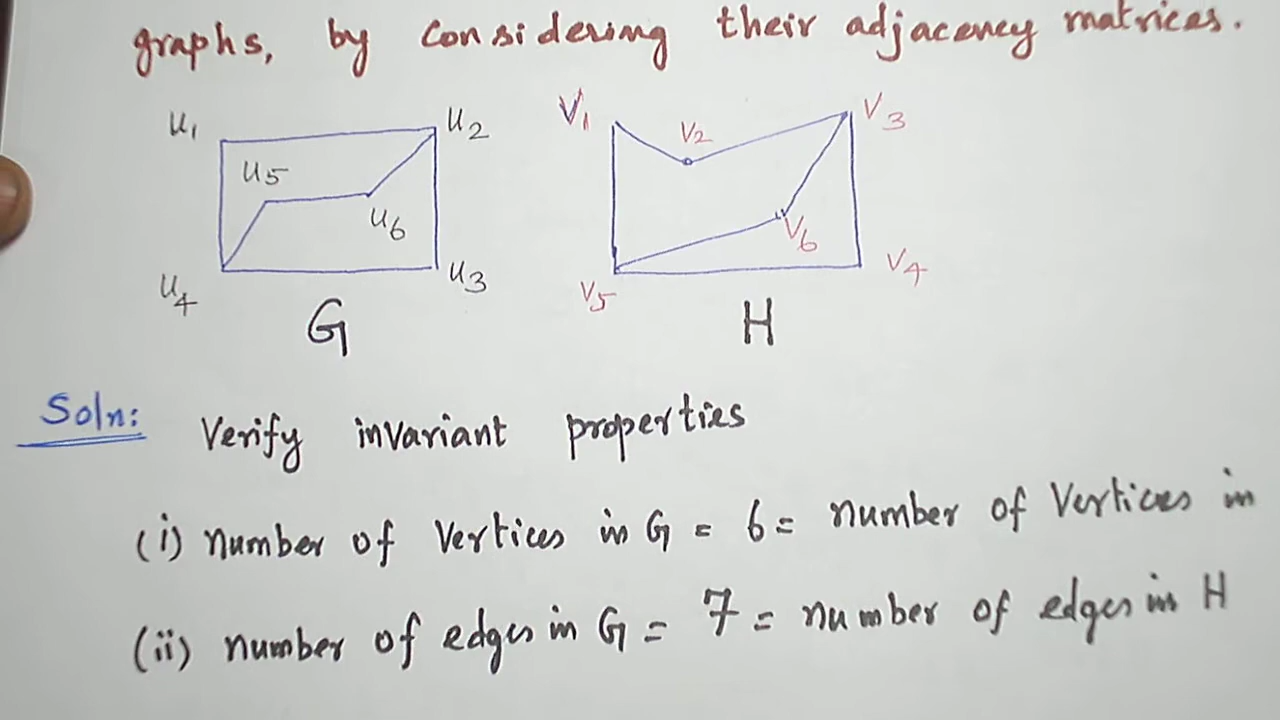 graphs, by considering their adjacency matrices.
u1 u2 V1 V2 V3
u5
u6 V6
u4 u3 V5 V4
G H
Soln: Verify invariant properties
(i) number of Vertices in G = 6 = number of Vertices in
(ii) number of edges in G = 7 = number of edges in H